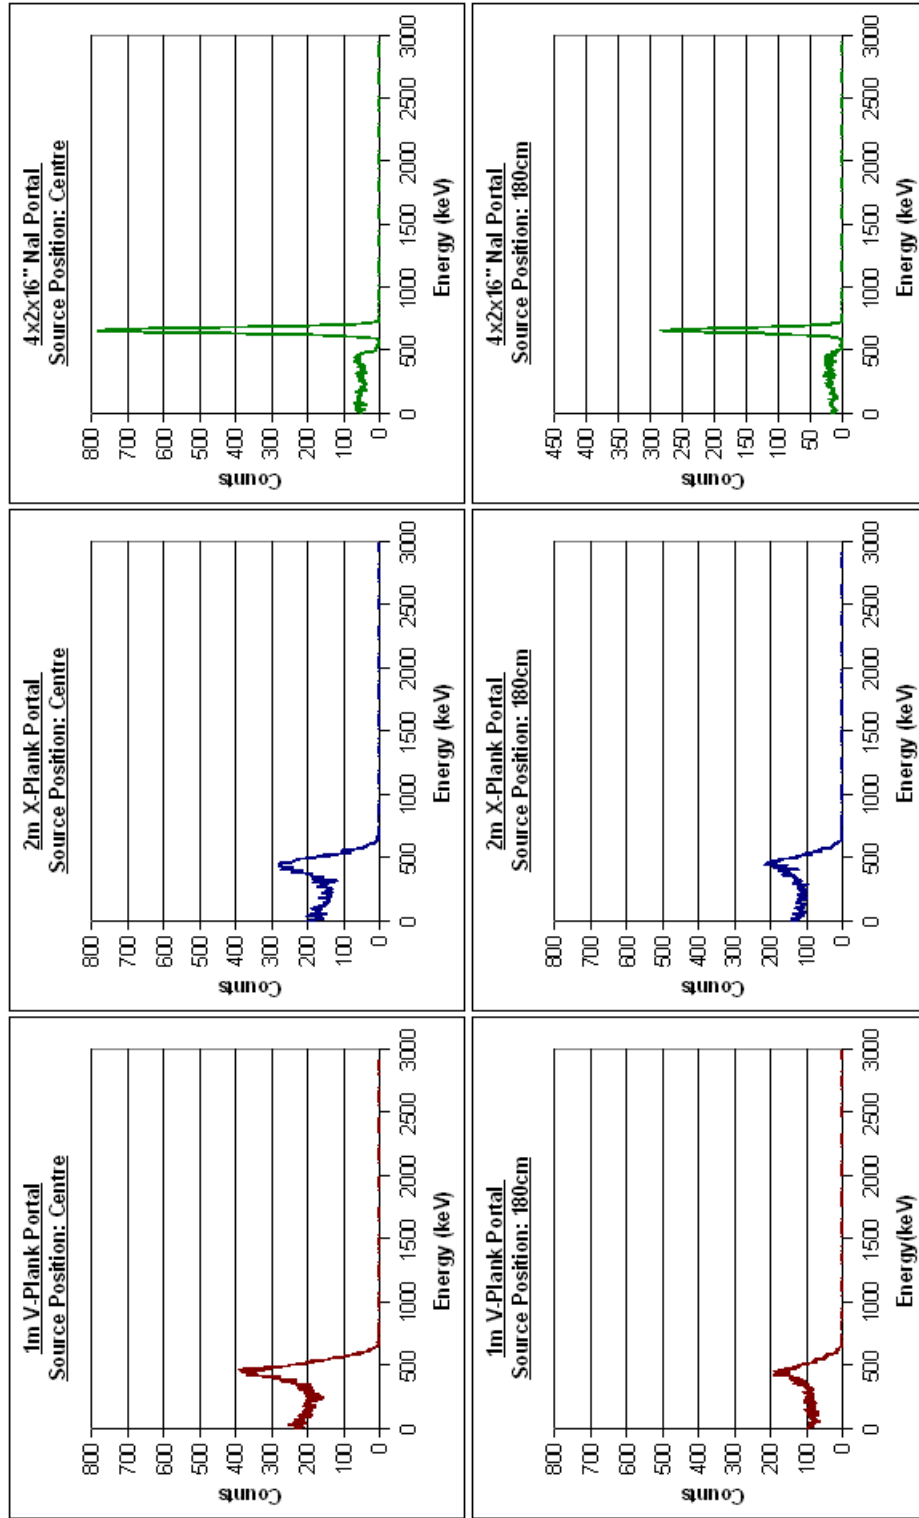 1m V-Plank Portal
Source Position: Centre
800
700
600
500
400
300
200
100
0
Counts
0 500 1000 1500 2000 2500 3000
Energy (keV)
2m X-Plank Portal
Source Position: Centre
800
700
600
500
400
300
200
100
0
Counts
0 500 1000 1500 2000 2500 3000
Energy (keV)
4x2x16" NaI Portal
Source Position: Centre
800
700
600
500
400
300
200
100
0
Counts
0 500 1000 1500 2000 2500 3000
Energy (keV)
1m V-Plank Portal
Source Position: 180cm
800
700
600
500
400
300
200
100
0
Counts
0 500 1000 1500 2000 2500 3000
Energy(keV)
2m X-Plank Portal
Source Position: 180cm
800
700
600
500
400
300
200
100
0
Counts
0 500 1000 1500 2000 2500 3000
Energy (keV)
4x2x16" NaI Portal
Source Position: 180cm
450
400
350
300
250
200
150
100
50
0
Counts
0 500 1000 1500 2000 2500 3000
Energy (keV)